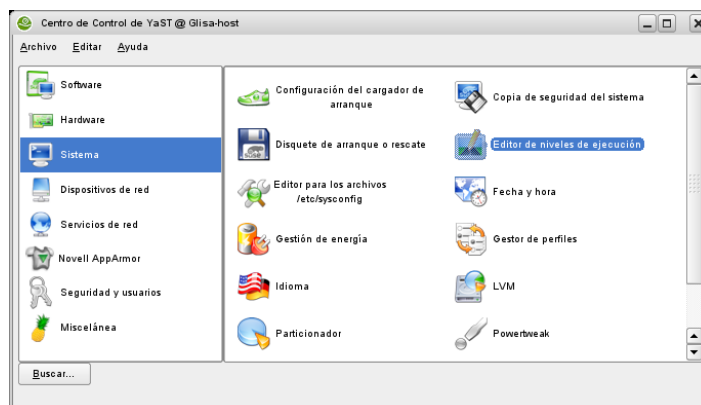 Centro de Control de YaST @ Glisa-host
Archivo Editar Ayuda
Software
Hardware
Sistema
Dispositivos de red
Servicios de red
Novell AppArmor
Seguridad y usuarios
Miscelánea
Configuración del cargador de
arranque
Copia de seguridad del sistema
Disquete de arranque o rescate
Editor de niveles de ejecución
Editor para los archivos
/etc/sysconfig
Fecha y hora
Gestión de energía
Gestor de perfiles
Idioma
LVM
Particionador
Powertweak
Buscar...